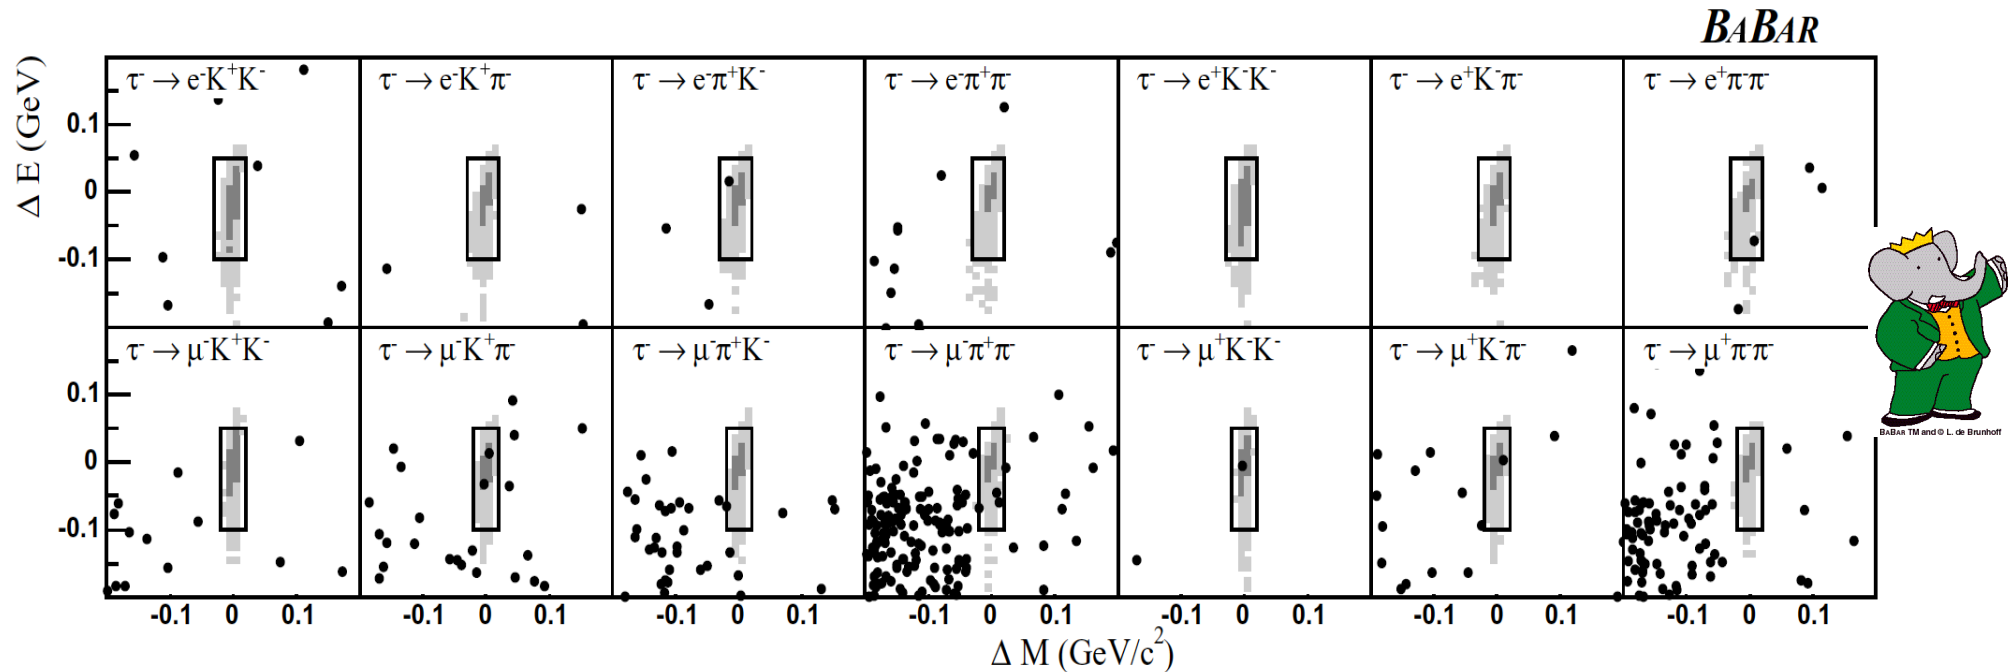 BABAR
τ⁻ → e⁻K⁺K⁻ τ⁻ → e⁻K⁺π⁻ τ⁻ → e⁻π⁺K⁻ τ⁻ → e⁻π⁺π⁻ τ⁻ → e⁺K⁻K⁻ τ⁻ → e⁺K⁻π⁻ τ⁻ → e⁺π⁻π⁻
Δ E (GeV)
0.1
0
-0.1
τ⁻ → μ⁻K⁺K⁻ τ⁻ → μ⁻K⁺π⁻ τ⁻ → μ⁻π⁺K⁻ τ⁻ → μ⁻π⁺π⁻ τ⁻ → μ⁺K⁻K⁻ τ⁻ → μ⁺K⁻π⁻ τ⁻ → μ⁺π⁻π⁻
0.1
BABAR TM and © L. de Brunhoff
0
-0.1
-0.1 0 0.1 -0.1 0 0.1 -0.1 0 0.1 -0.1 0 0.1 -0.1 0 0.1 -0.1 0 0.1 -0.1 0 0.1
Δ M (GeV/c²)